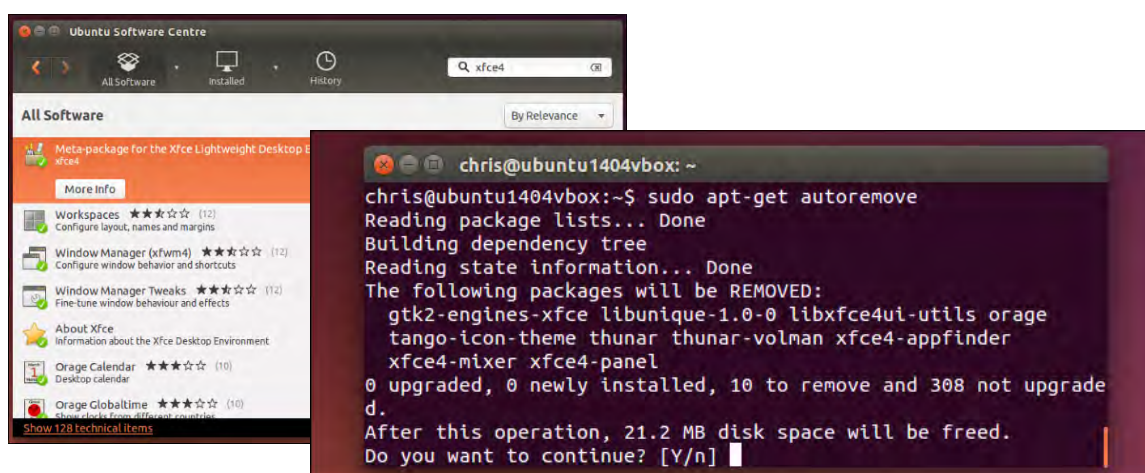 Ubuntu Software Centre
All Software
Installed
History
xfce4
All Software
By Relevance
Meta-package for the Xfce Lightweight Desktop E
xfce4
More Info
Workspaces (12)
Configure layout, names and margins
Window Manager (xfwm4) (12)
Configure window behavior and shortcuts
Window Manager Tweaks (12)
Fine-tune window behaviour and effects
About Xfce
Information about the Xfce Desktop Environment
Orage Calendar (10)
Desktop calendar
Orage Globaltime (10)
Show clocks from different countries
Show 128 technical items
chris@ubuntu1404vbox: ~
chris@ubuntu1404vbox:~$ sudo apt-get autoremove
Reading package lists... Done
Building dependency tree
Reading state information... Done
The following packages will be REMOVED:
gtk2-engines-xfce libunique-1.0-0 libxfce4ui-utils orage
tango-icon-theme thunar thunar-volman xfce4-appfinder
xfce4-mixer xfce4-panel
0 upgraded, 0 newly installed, 10 to remove and 308 not upgrade
d.
After this operation, 21.2 MB disk space will be freed.
Do you want to continue? [Y/n]